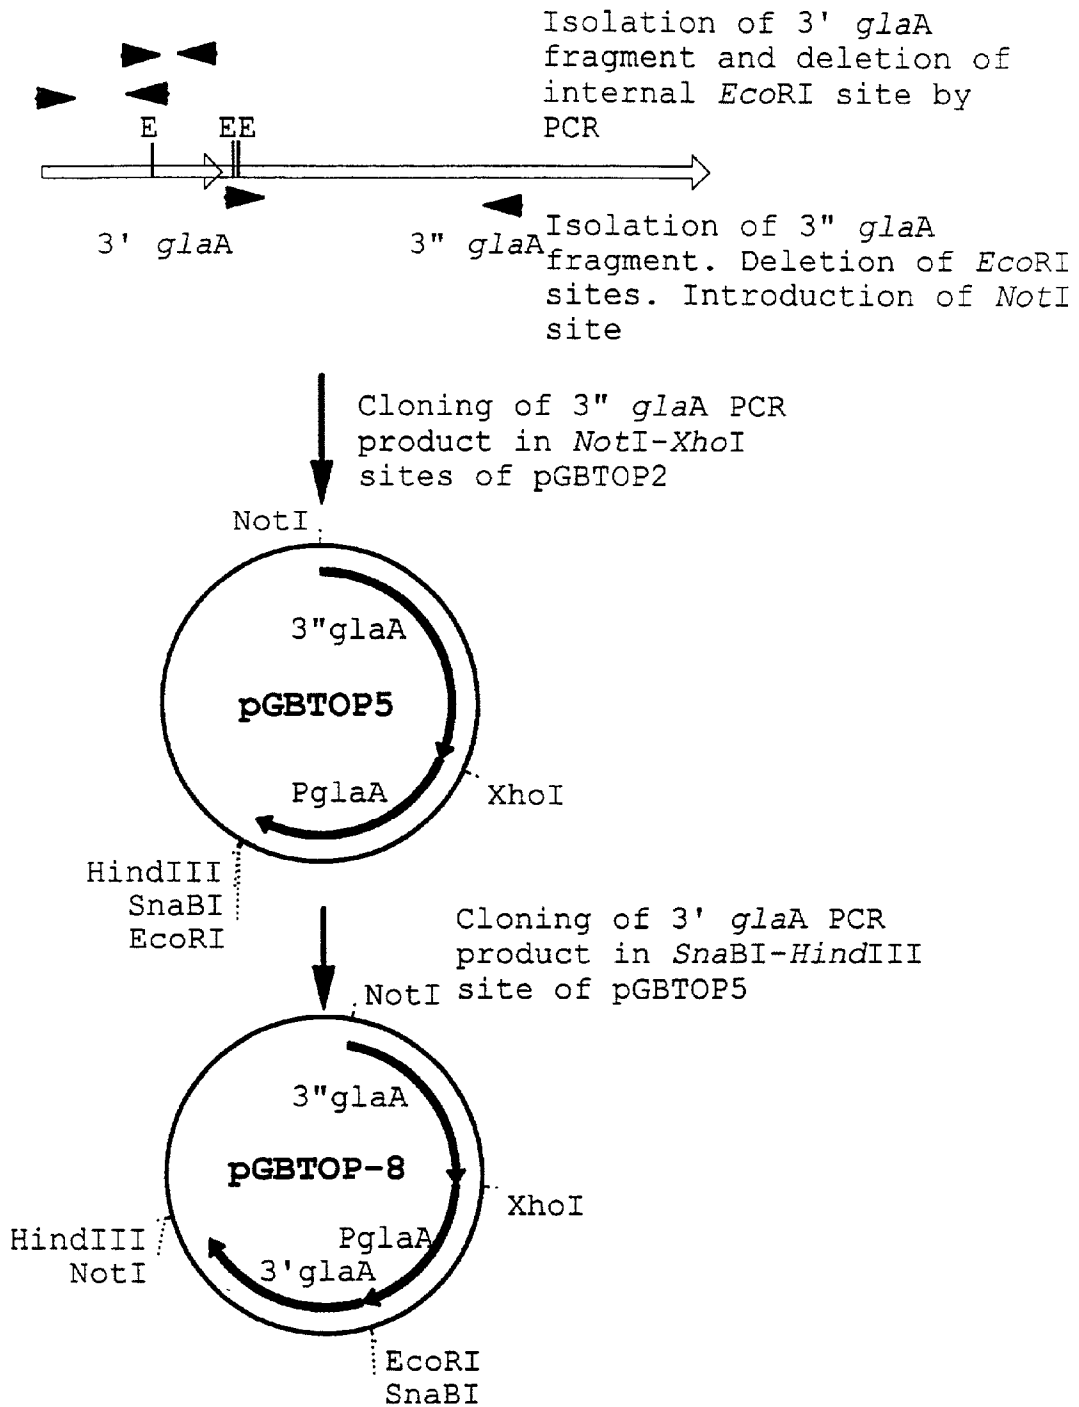 Isolation of 3' glaA
fragment and deletion of
internal EcoRI site by
PCR
E
EE
3' glaA
3" glaA
Isolation of 3" glaA
fragment. Deletion of EcoRI
sites. Introduction of NotI
site
Cloning of 3" glaA PCR
product in NotI-XhoI
sites of pGBTOP2
NotI
3"glaA
pGBTOP5
PglaA
XhoI
HindIII
SnaBI
EcoRI
Cloning of 3' glaA PCR
product in SnaBI-HindIII
site of pGBTOP5
NotI
3"glaA
pGBTOP-8
XhoI
PglaA
3'glaA
HindIII
NotI
EcoRI
SnaBI